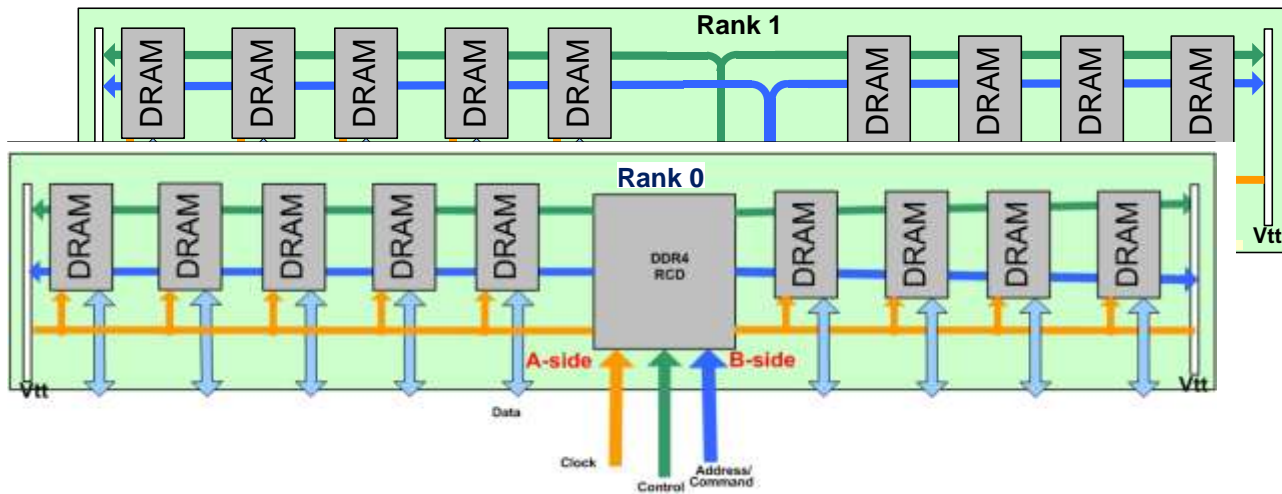 Rank 1
DRAM
DRAM
DRAM
DRAM
DRAM
DRAM
DRAM
DRAM
DRAM
Vtt
Rank 0
DRAM
DRAM
DRAM
DRAM
DRAM
DDR4
RCD
DRAM
DRAM
DRAM
DRAM
A-side
B-side
Vtt
Vtt
Data
Clock
Control
Address/
Command